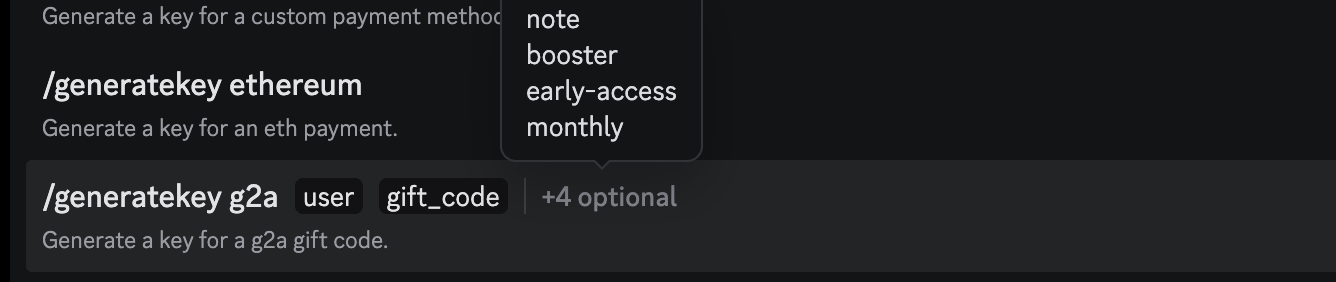 Generate a key for a custom payment method
note
booster
/generatekey ethereum
early-access
Generate a key for an eth payment.
monthly
/generatekey g2a user gift_code +4 optional
Generate a key for a g2a gift code.